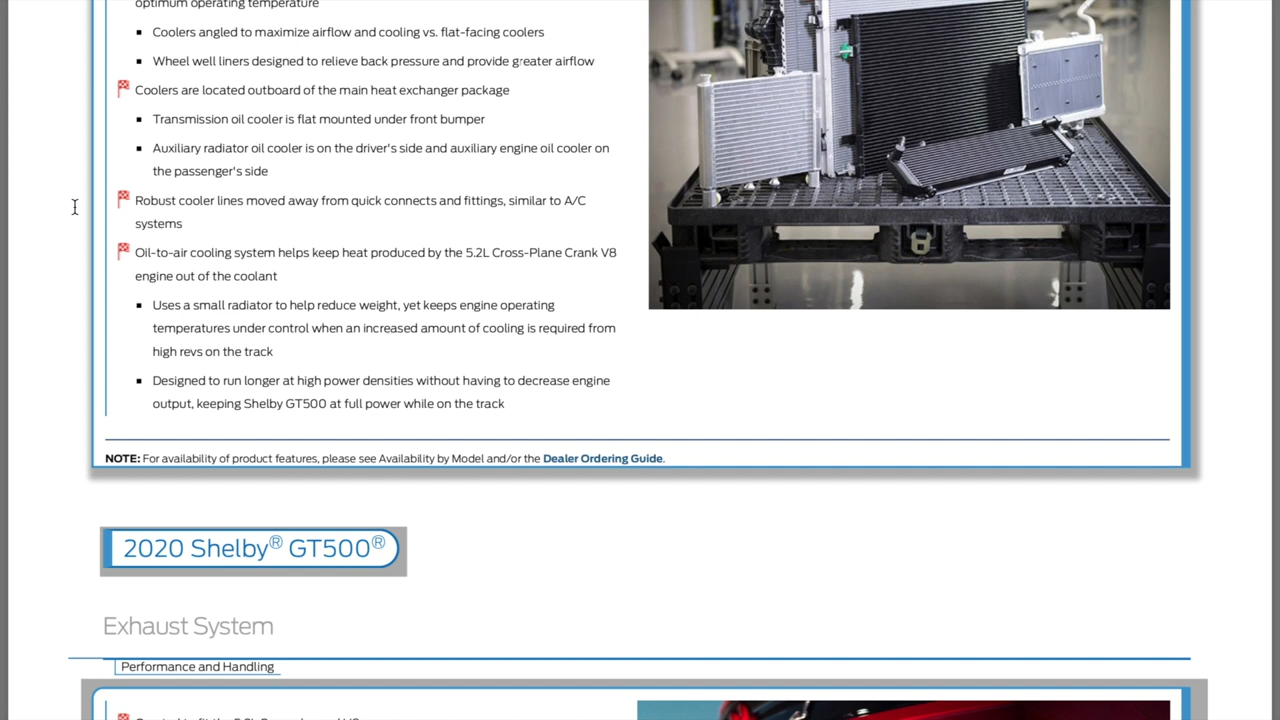 optimum operating temperature
▪ Coolers angled to maximize airflow and cooling vs. flat-facing coolers
▪ Wheel well liners designed to relieve back pressure and provide greater airflow
Coolers are located outboard of the main heat exchanger package
▪ Transmission oil cooler is flat mounted under front bumper
▪ Auxiliary radiator oil cooler is on the driver's side and auxiliary engine oil cooler on
the passenger's side
Robust cooler lines moved away from quick connects and fittings, similar to A/C
systems
Oil-to-air cooling system helps keep heat produced by the 5.2L Cross-Plane Crank V8
engine out of the coolant
▪ Uses a small radiator to help reduce weight, yet keeps engine operating
temperatures under control when an increased amount of cooling is required from
high revs on the track
▪ Designed to run longer at high power densities without having to decrease engine
output, keeping Shelby GT500 at full power while on the track
NOTE: For availability of product features, please see Availability by Model and/or the Dealer Ordering Guide.
2020 Shelby® GT500®
Exhaust System
Performance and Handling